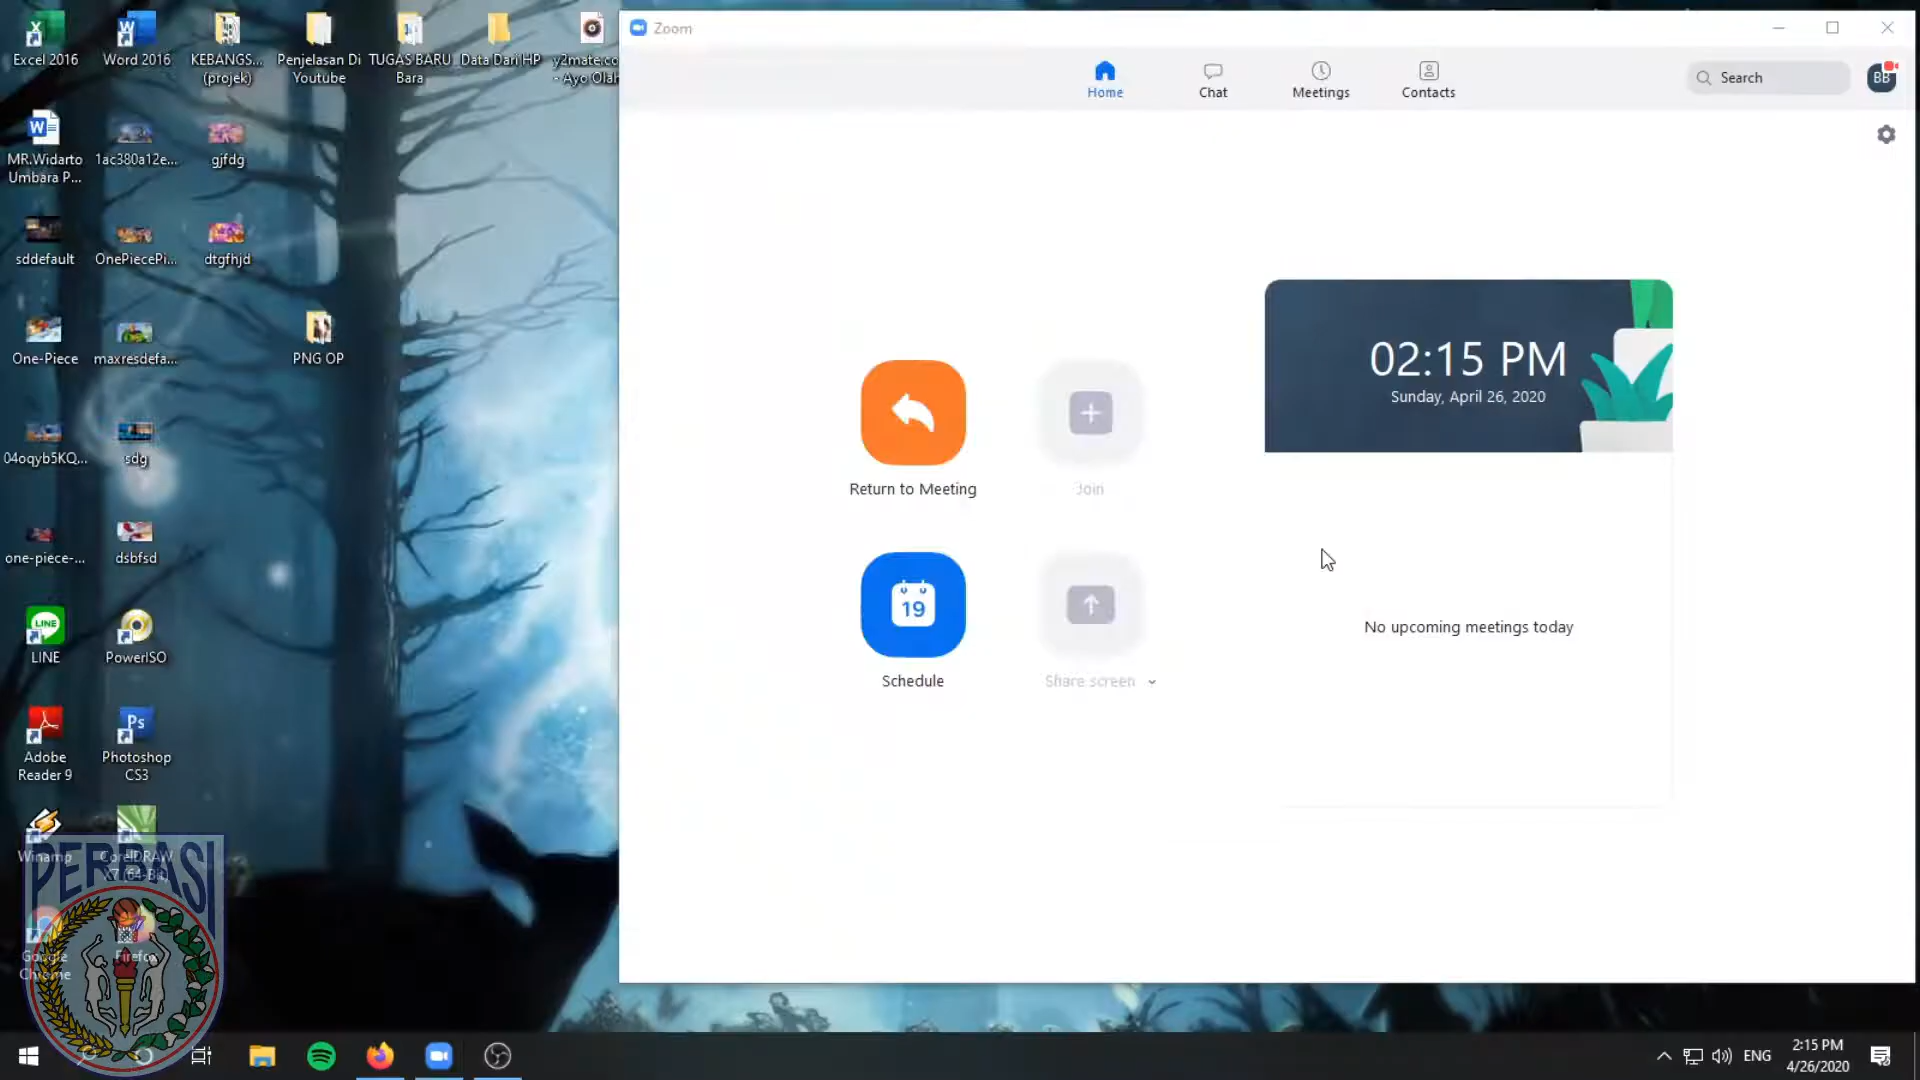 Excel 2016
Word 2016
KEBANGS...
(projek)
Penjelasan Di
Youtube
TUGAS BARU
Bara
Data Dari HP
y2mate.co
- Ayo Olah
MR.Widarto
Umbara P...
1ac380a12e...
gjfdg
sddefault
OnePiecePi...
dtgfhjd
One-Piece
maxresdefa...
PNG OP
04oqyb5KQ...
sdg
one-piece-...
dsbfsd
LINE
LINE
PowerISO
Adobe
Reader 9
Ps
Photoshop
CS3
Winamp
CorelDRAW
X7 (64-Bit)
Google
Chrome
Firefox
PERBASI
Zoom
Home
Chat
Meetings
Contacts
Search
BB
02:15 PM
Sunday, April 26, 2020
Return to Meeting
Join
19
Schedule
Share screen
No upcoming meetings today
ENG
2:15 PM
4/26/2020